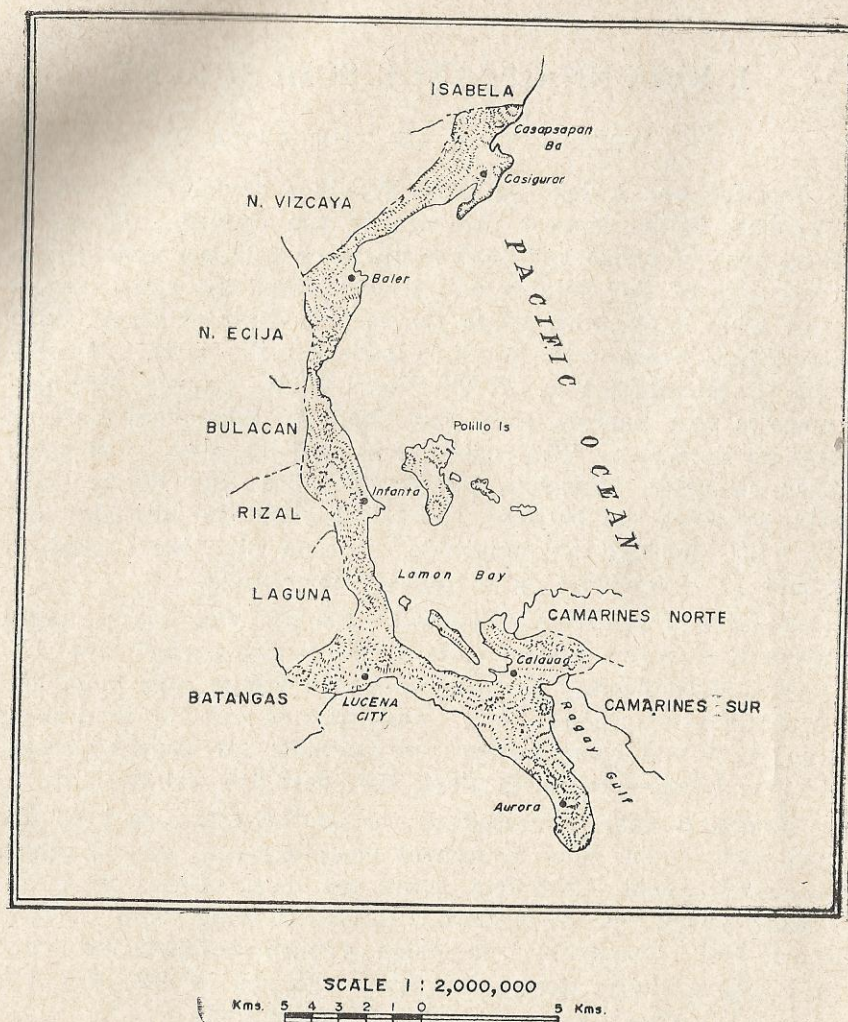 ISABELA
Casapsapan
Ba
Casigurar
N. VIZCAYA
PACIFIC OCEAN
Baler
N. ECIJA
BULACAN
Polillo Is
Infanta
RIZAL
Lamon Bay
LAGUNA
CAMARINES NORTE
Calauag
BATANGAS
LUCENA
CITY
CAMARINES SUR
Ragay Gulf
Aurora
SCALE 1 : 2,000,000
Kms. 5 4 3 2 1 0 5 Kms.